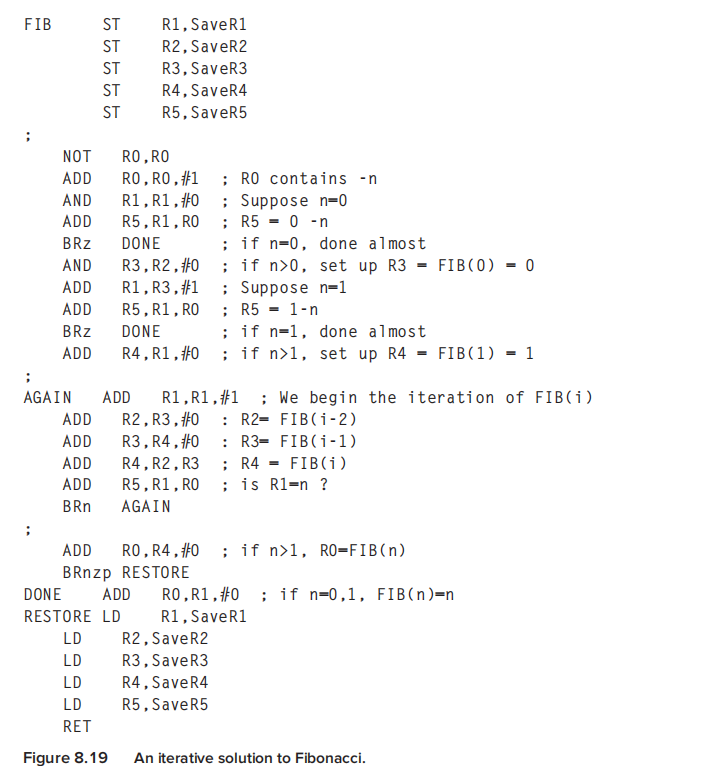 FIB ST R1,SaveR1
ST R2,SaveR2
ST R3,SaveR3
ST R4,SaveR4
ST R5,SaveR5
;
NOT R0,R0
ADD R0,R0,#1 ; R0 contains -n
AND R1,R1,#0 ; Suppose n=0
ADD R5,R1,R0 ; R5 = 0 -n
BRz DONE ; if n=0, done almost
AND R3,R2,#0 ; if n>0, set up R3 = FIB(0) = 0
ADD R1,R3,#1 ; Suppose n=1
ADD R5,R1,R0 ; R5 = 1-n
BRz DONE ; if n=1, done almost
ADD R4,R1,#0 ; if n>1, set up R4 = FIB(1) = 1
;
AGAIN ADD R1,R1,#1 ; We begin the iteration of FIB(i)
ADD R2,R3,#0 : R2= FIB(i-2)
ADD R3,R4,#0 : R3= FIB(i-1)
ADD R4,R2,R3 ; R4 = FIB(i)
ADD R5,R1,R0 ; is R1=n ?
BRn AGAIN
;
ADD R0,R4,#0 ; if n>1, R0=FIB(n)
BRnzp RESTORE
DONE ADD R0,R1,#0 ; if n=0,1, FIB(n)=n
RESTORE LD R1,SaveR1
LD R2,SaveR2
LD R3,SaveR3
LD R4,SaveR4
LD R5,SaveR5
RET
Figure 8.19 An iterative solution to Fibonacci.